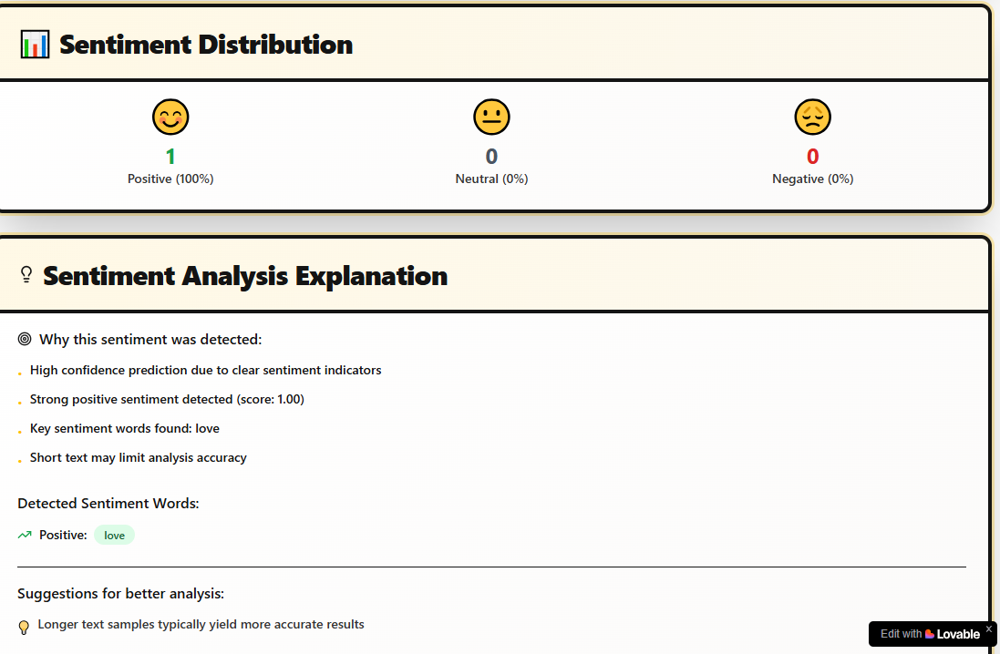 Sentiment Distribution
1
Positive (100%)
0
Neutral (0%)
0
Negative (0%)
Sentiment Analysis Explanation
Why this sentiment was detected:
High confidence prediction due to clear sentiment indicators
Strong positive sentiment detected (score: 1.00)
Key sentiment words found: love
Short text may limit analysis accuracy
Detected Sentiment Words:
Positive: love
Suggestions for better analysis:
Longer text samples typically yield more accurate results
Edit with Lovable